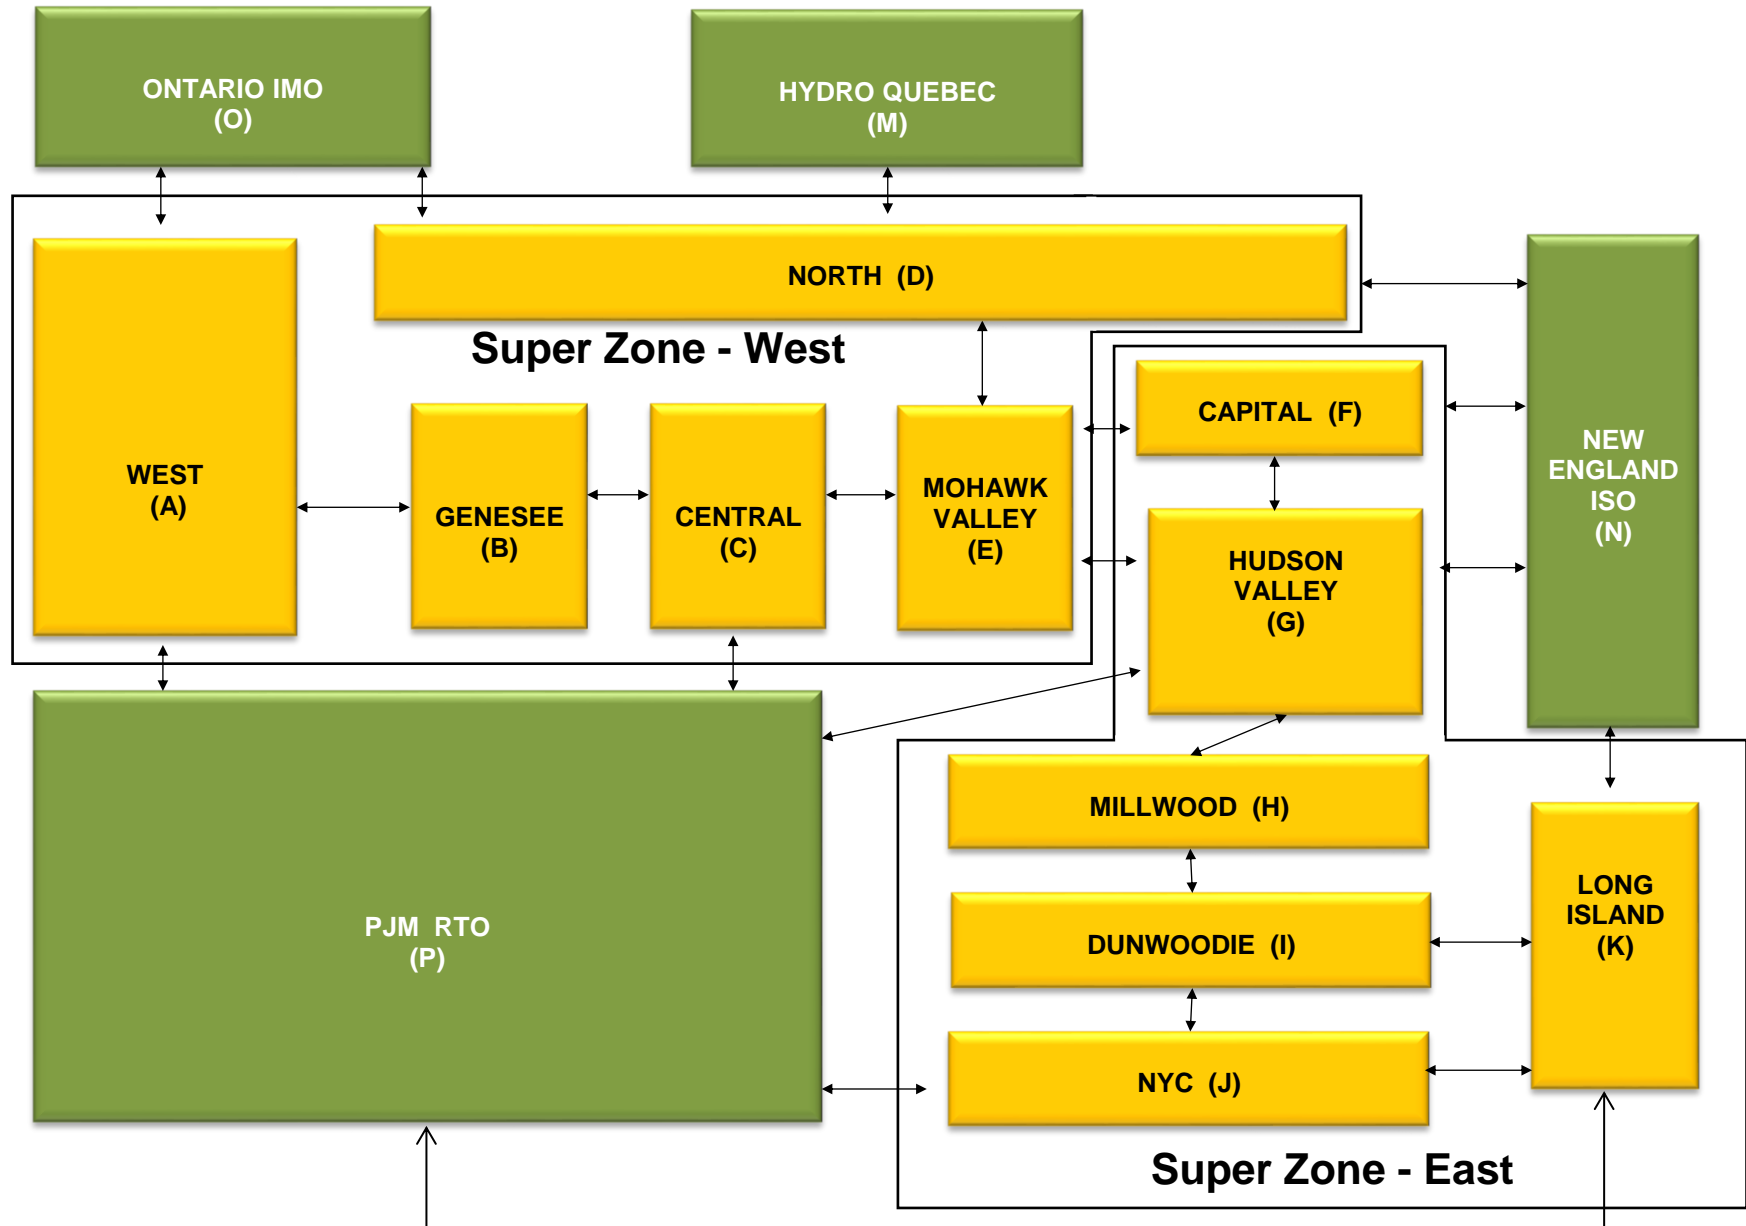 ONTARIO IMO
(O)
HYDRO QUEBEC
(M)
NORTH (D)
Super Zone - West
WEST
(A)
GENESEE
(B)
CENTRAL
(C)
MOHAWK
VALLEY
(E)
CAPITAL (F)
HUDSON
VALLEY
(G)
NEW
ENGLAND
ISO
(N)
PJM RTO
(P)
MILLWOOD (H)
DUNWOODIE (I)
NYC (J)
LONG
ISLAND
(K)
Super Zone - East